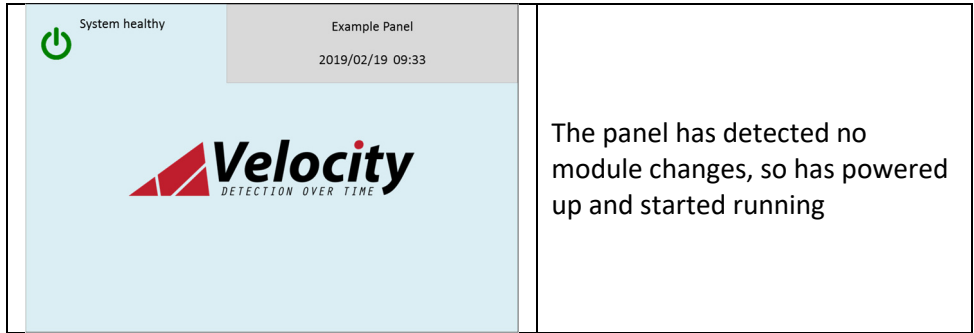 System healthy
Example Panel
2019/02/19 09:33
Velocity
DETECTION OVER TIME
The panel has detected no
module changes, so has powered
up and started running